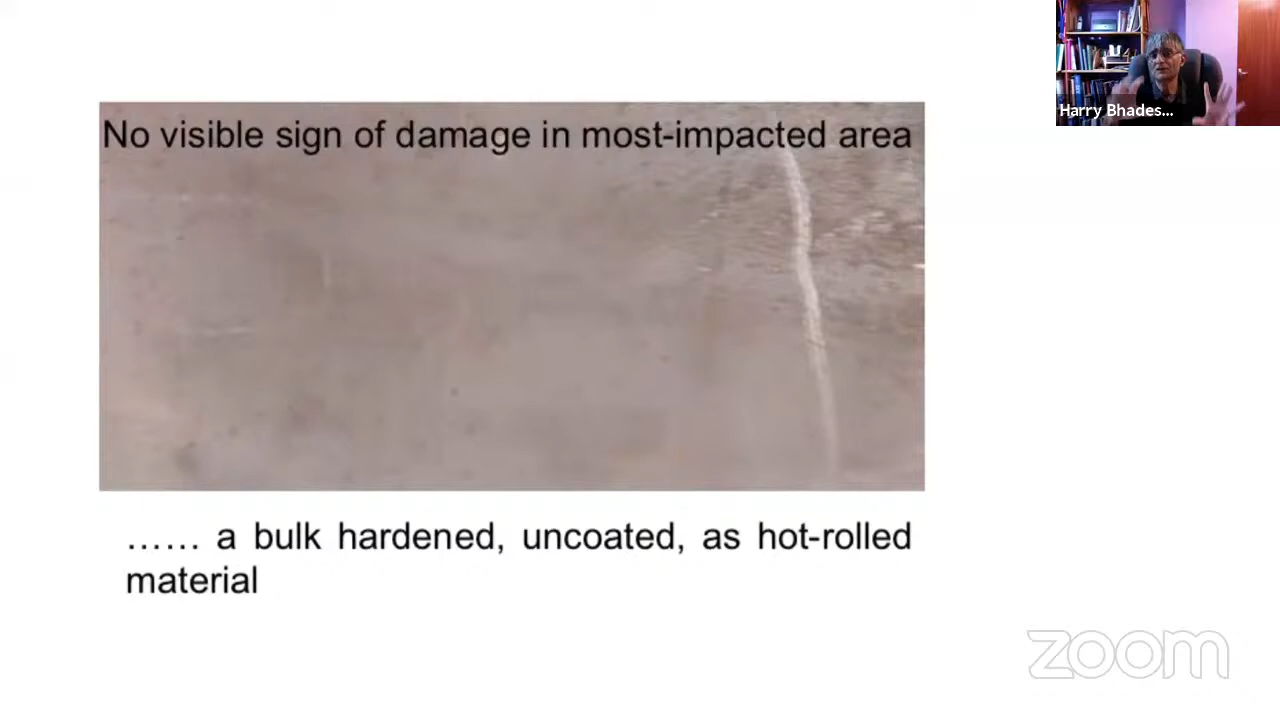 Harry Bhades...
No visible sign of damage in most-impacted area
…… a bulk hardened, uncoated, as hot-rolled
material
zoom